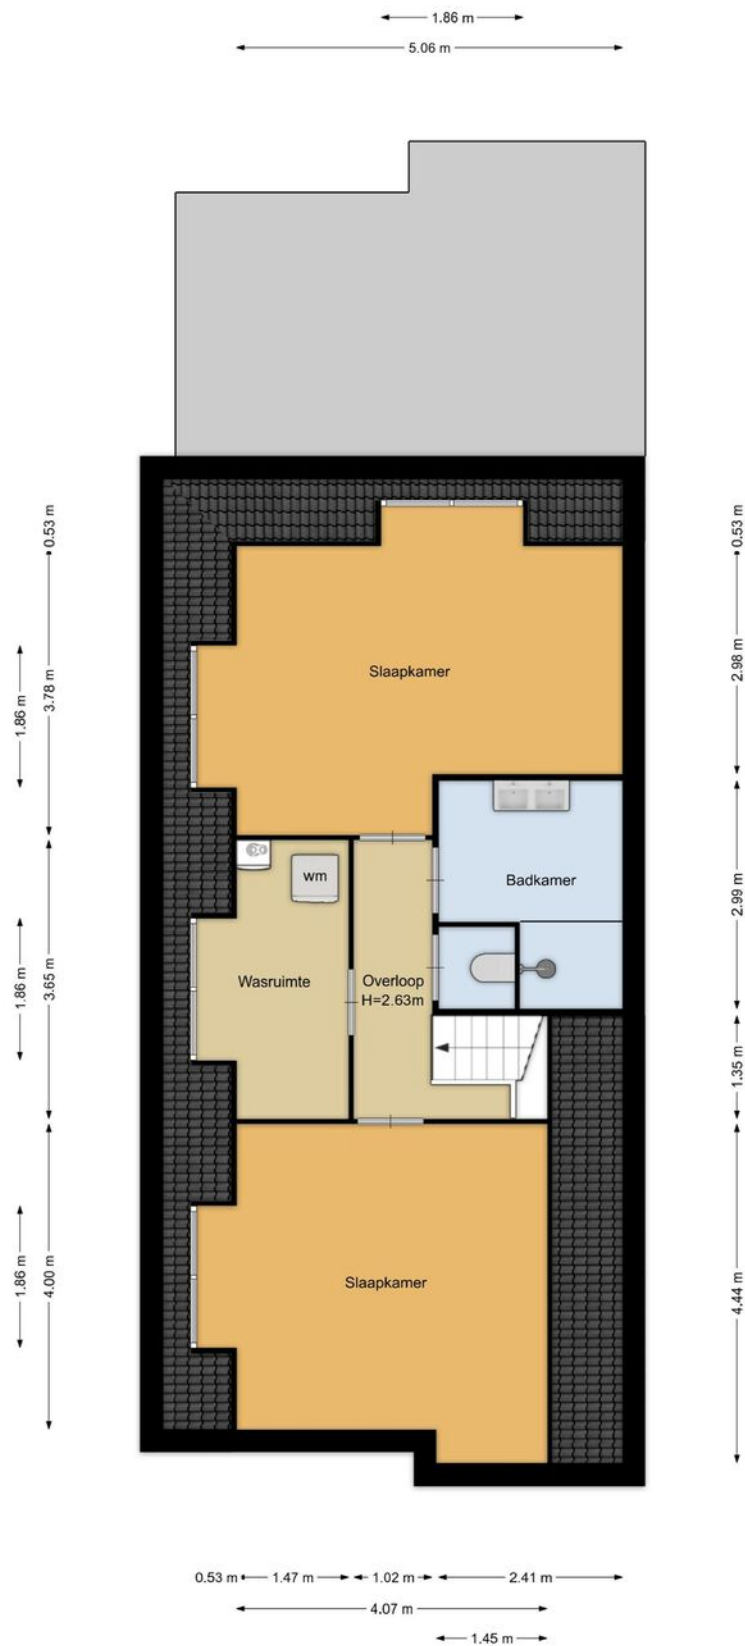 1.86 m
5.06 m
0.53 m
0.53 m
Slaapkamer
2.98 m
3.78 m
1.86 m
wm
Badkamer
2.99 m
Wasruimte
Overloop
H=2.63m
1.86 m
3.65 m
1.35 m
Slaapkamer
1.86 m
4.00 m
4.44 m
0.53 m
1.47 m
1.02 m
2.41 m
4.07 m
1.45 m